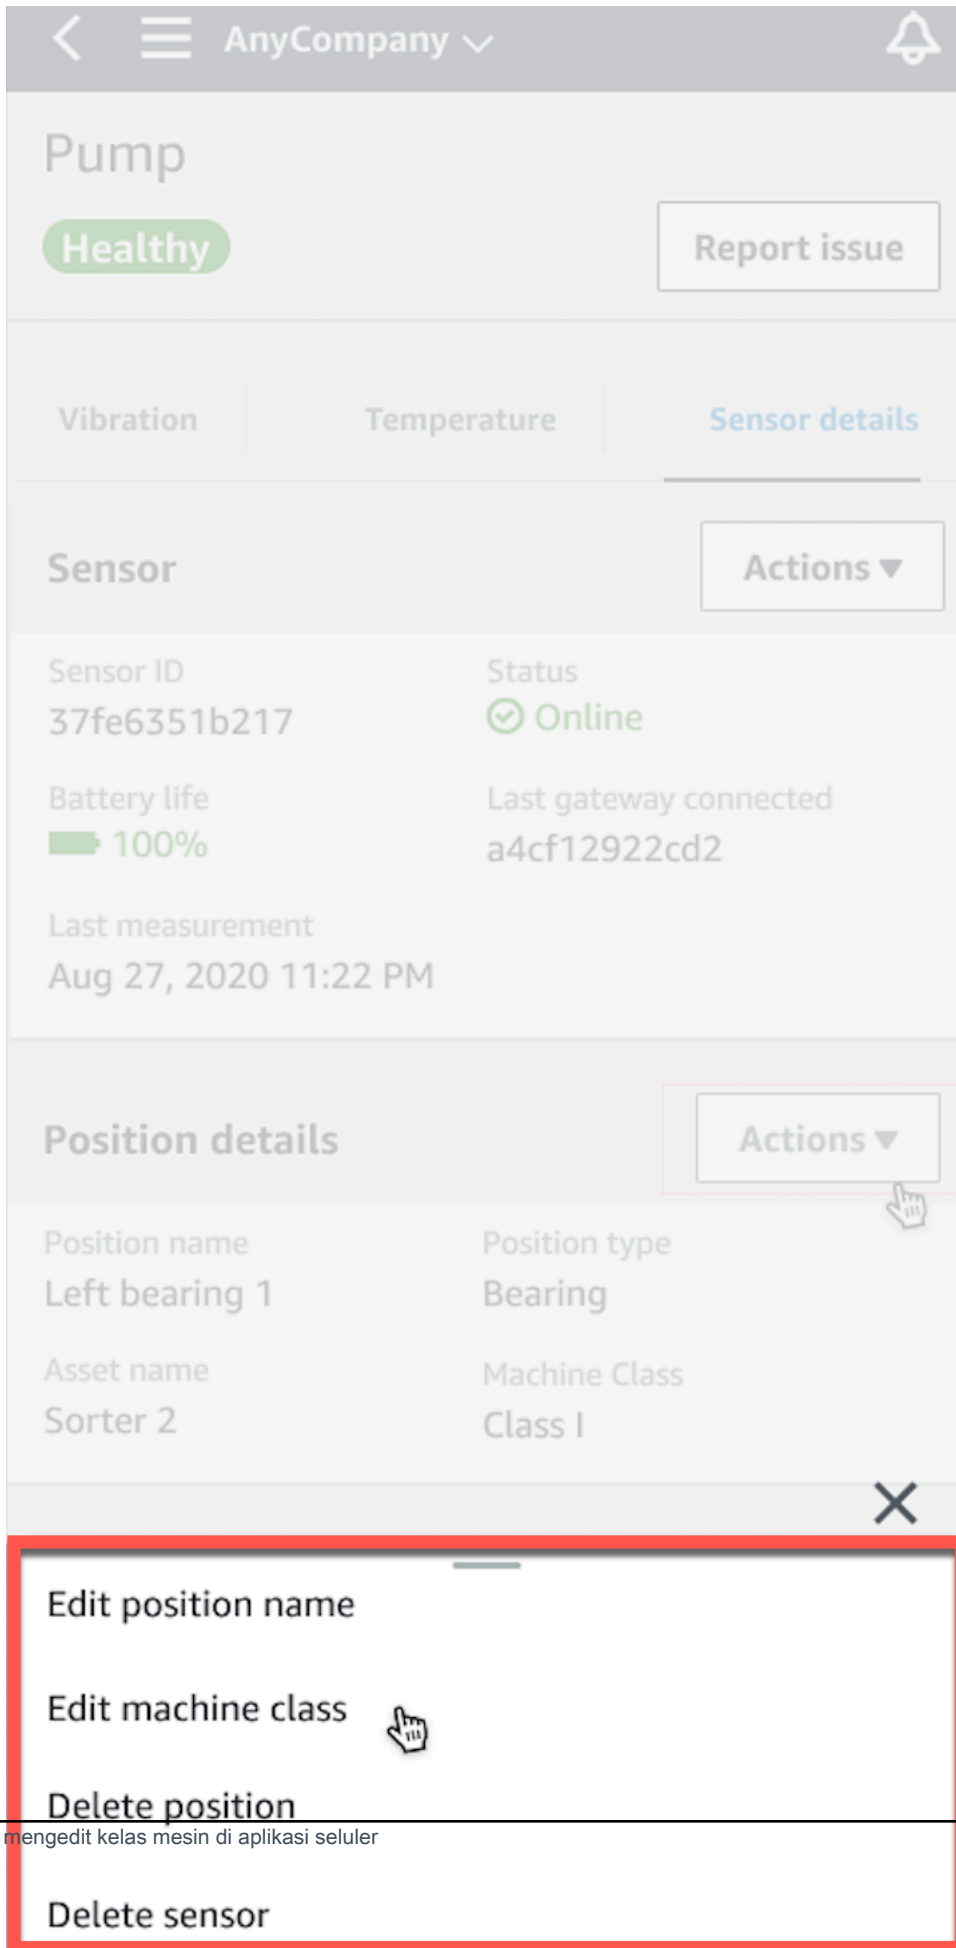 AnyCompany
Pump
Healthy
Report issue
Vibration
Temperature
Sensor details
Sensor
Actions
Sensor ID
Status
37fe6351b217
Online
Battery life
Last gateway connected
100%
a4cf12922cd2
Last measurement
Aug 27, 2020 11:22 PM
Position details
Actions
Position name
Position type
Left bearing 1
Bearing
Asset name
Machine Class
Sorter 2
Class I
Edit position name
Edit machine class
Delete position
mengedit kelas mesin di aplikasi seluler
Delete sensor